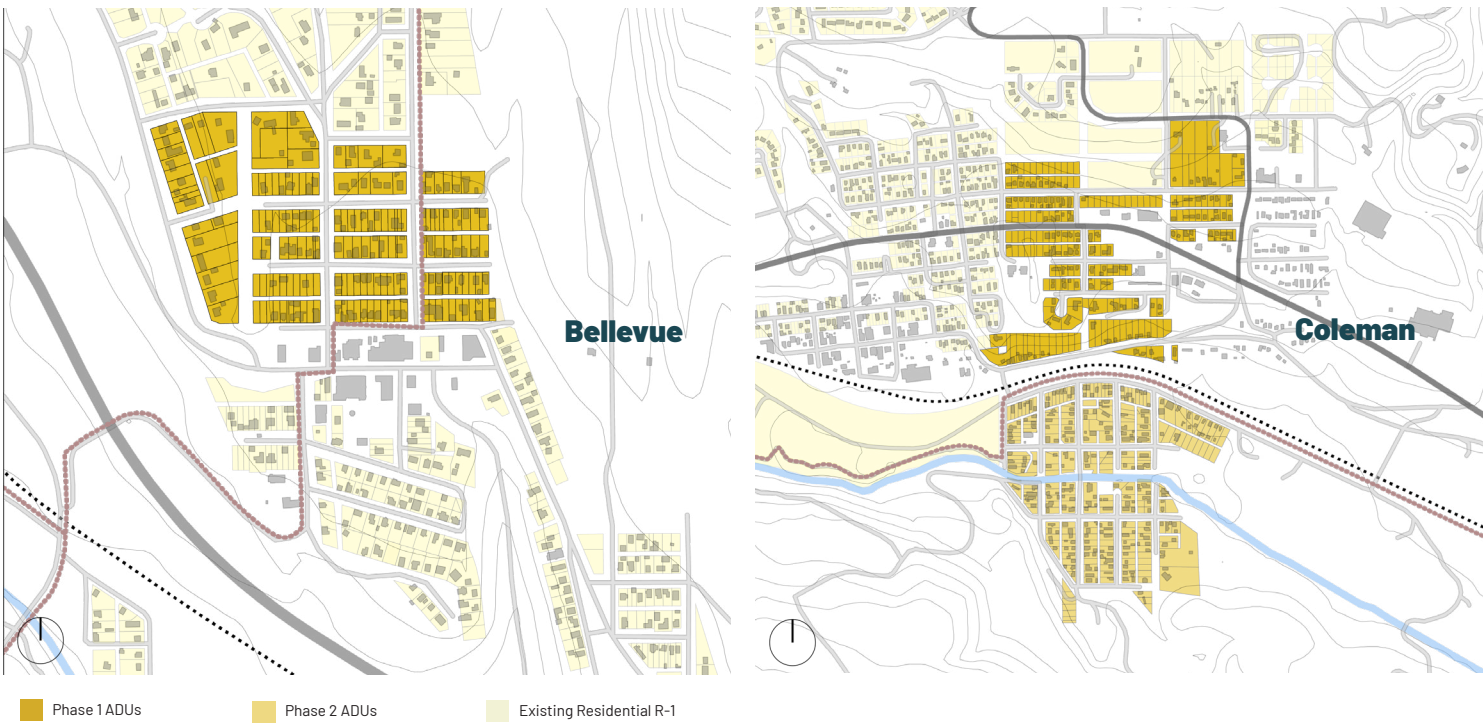 Bellevue
Coleman
Phase 1 ADUs
Phase 2 ADUs
Existing Residential R-1